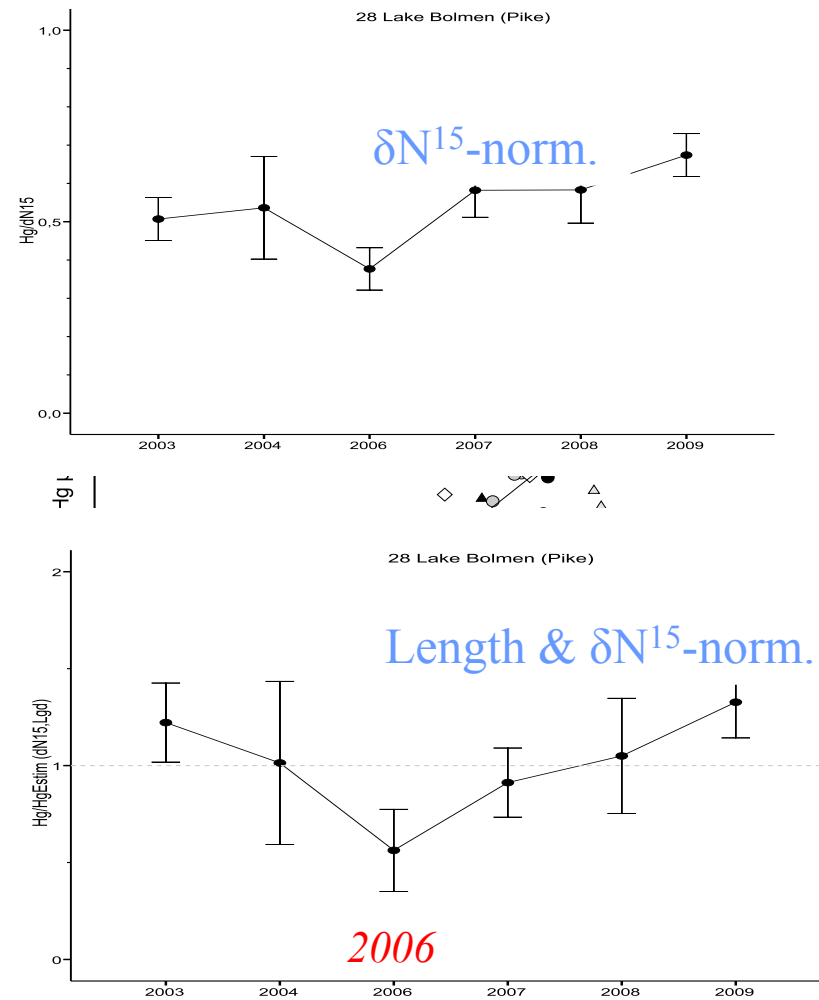 28 Lake Bolmen (Pike)
1,0
δN15-norm.
Hg/dN15
0,5
0,0
2003 2004 2006 2007 2008 2009
28 Lake Bolmen (Pike)
2
Length & δN15-norm.
Hg/HgEstim (dN15,Lgd)
1
2006
0
2003 2004 2006 2007 2008 2009